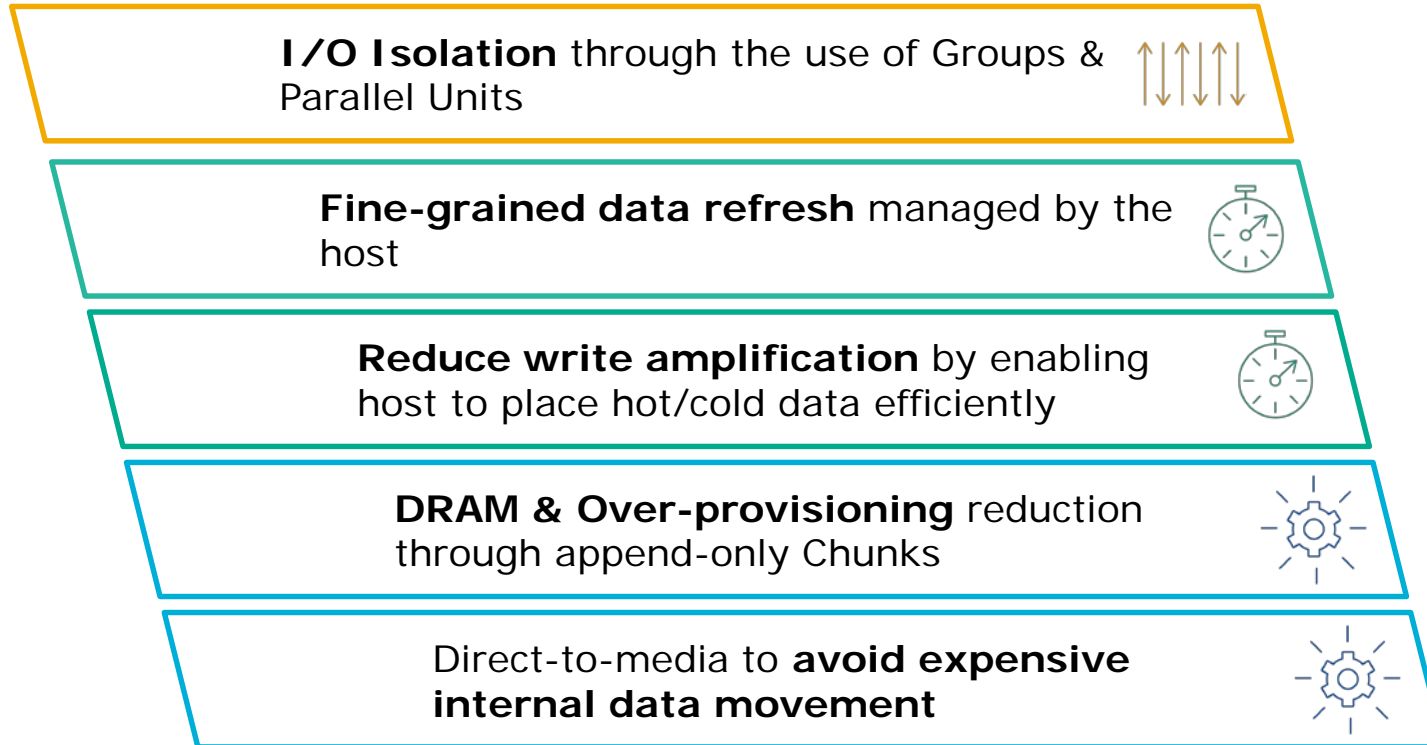 I/O Isolation through the use of Groups &
Parallel Units
Fine-grained data refresh managed by the
host
Reduce write amplification by enabling
host to place hot/cold data efficiently
DRAM & Over-provisioning reduction
through append-only Chunks
Direct-to-media to avoid expensive
internal data movement